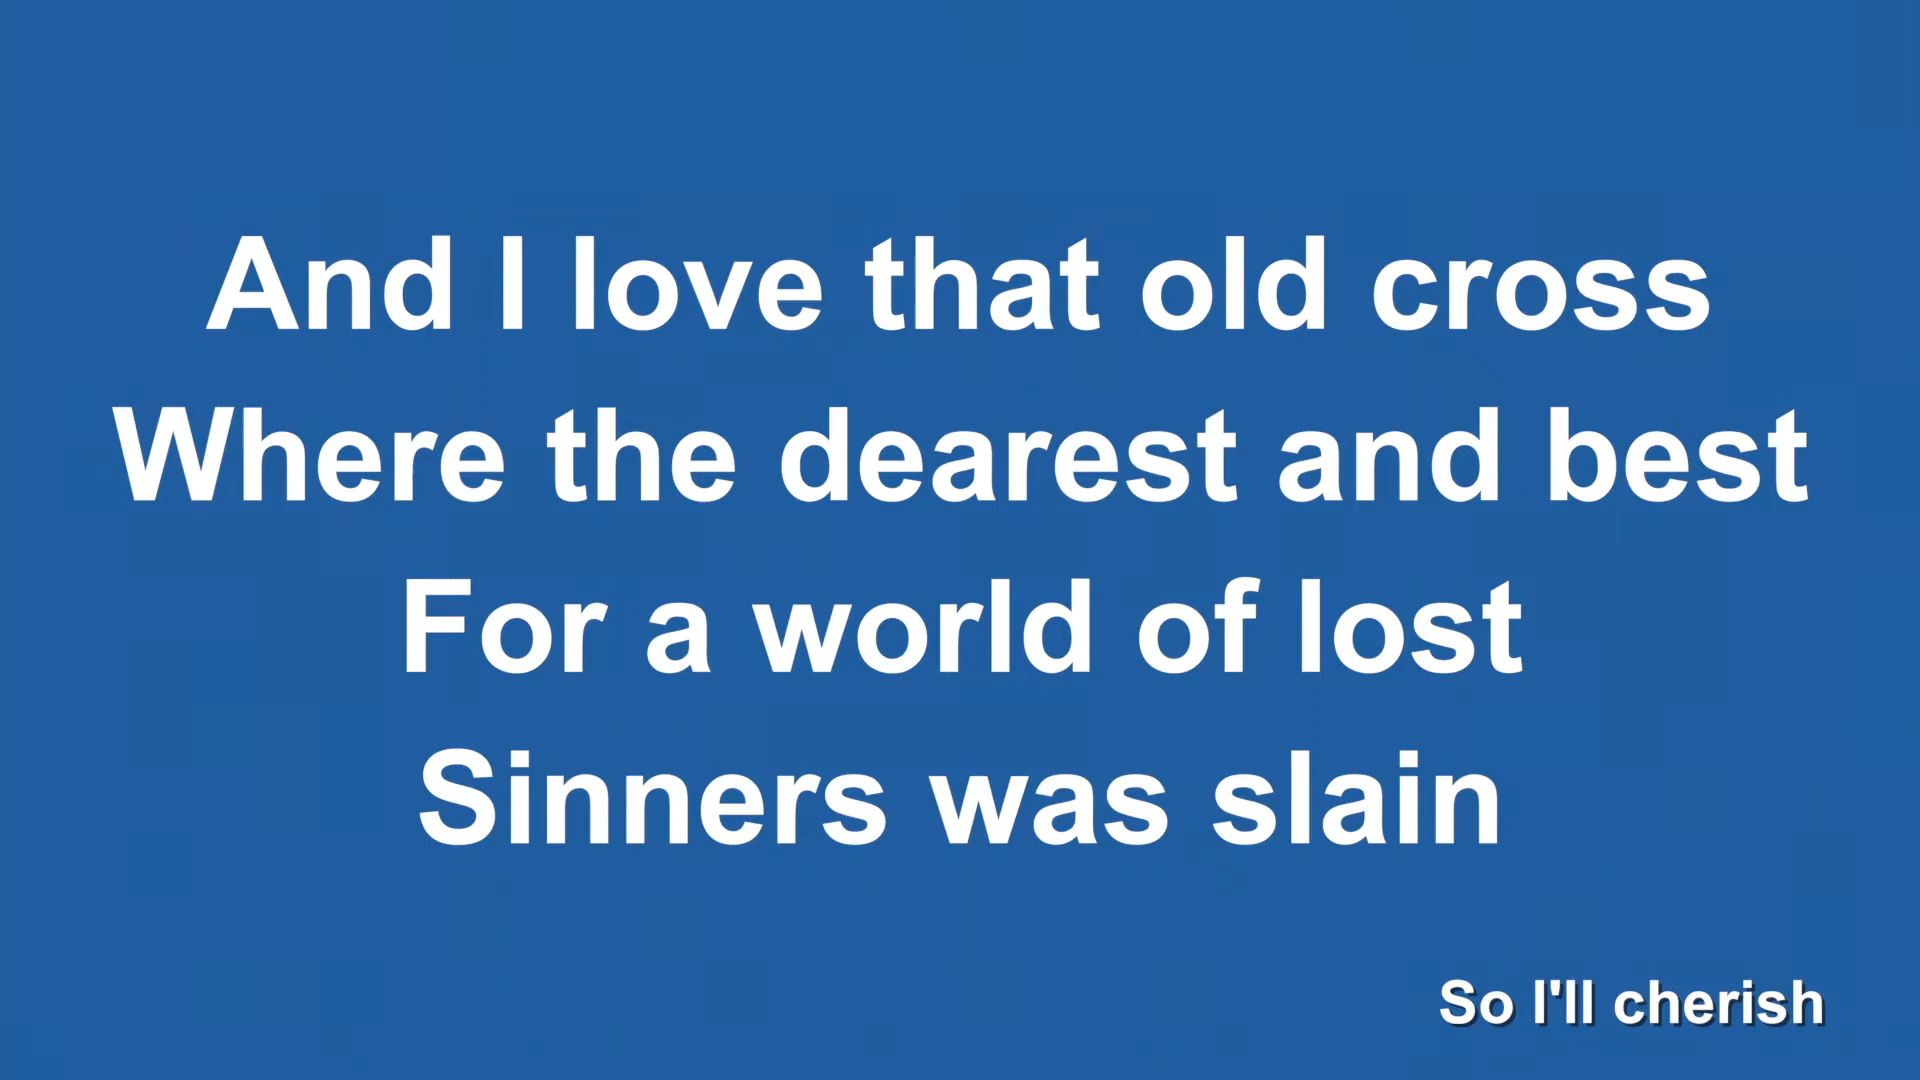 And I love that old cross
Where the dearest and best
For a world of lost
Sinners was slain
So I'll cherish